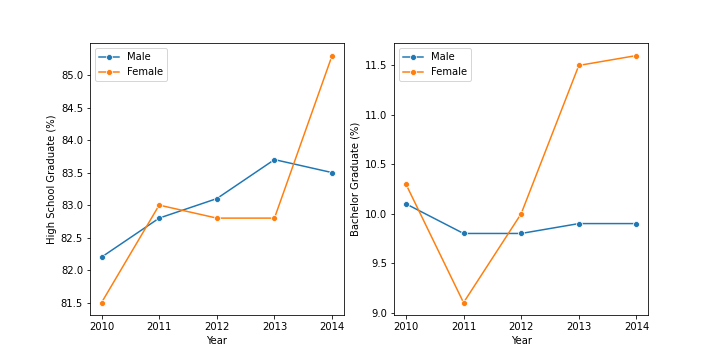 High School Graduate (%)
85.0
84.5
84.0
83.5
83.0
82.5
82.0
81.5
Male
Female
2010 2011 2012 2013 2014
Year
Bachelor Graduate (%)
11.5
11.0
10.5
10.0
9.5
9.0
Male
Female
2010 2011 2012 2013 2014
Year